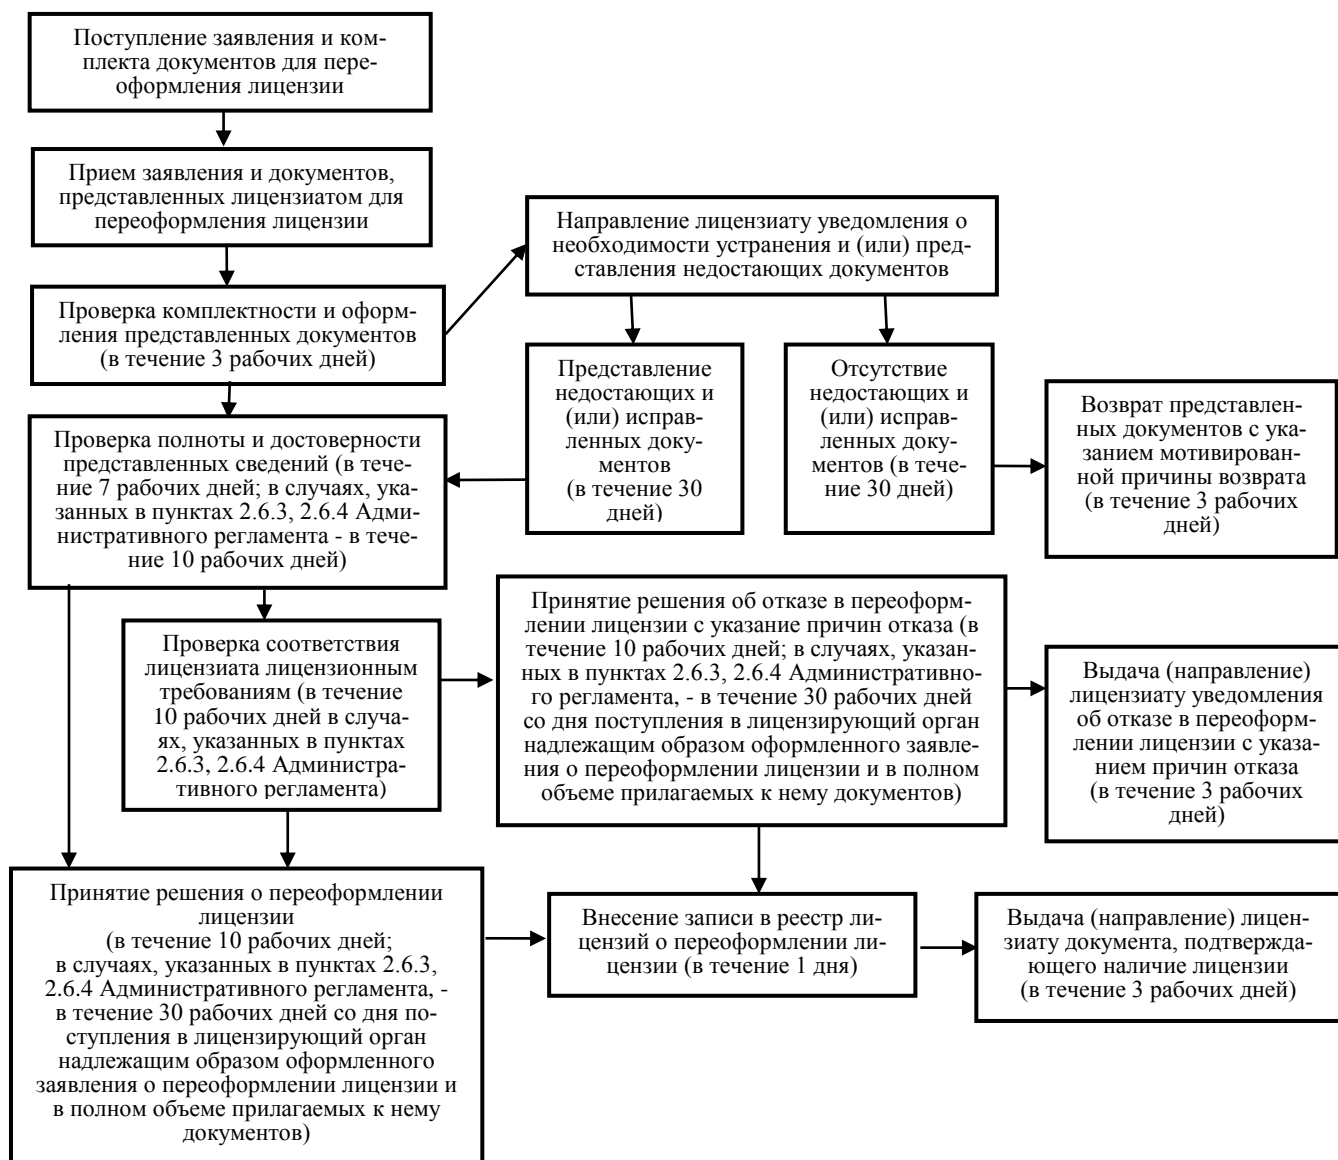 Поступление заявления и ком-
плекта документов для пере-
оформления лицензии
Прием заявления и документов,
представленных лицензиатом для
переоформления лицензии
Направление лицензиату уведомления о
необходимости устранения и (или) пред-
ставления недостающих документов
Проверка комплектности и оформ-
ления представленных документов
(в течение 3 рабочих дней)
Представление
недостающих и
(или) исправ-
ленных доку-
ментов
(в течение 30
дней)
Отсутствие
недостающих и
(или) исправ-
ленных доку-
ментов (в тече-
ние 30 дней)
Возврат представлен-
ных документов с ука-
занием мотивирован-
ной причины возврата
(в течение 3 рабочих
дней)
Проверка полноты и достоверности
представленных сведений (в тече-
ние 7 рабочих дней; в случаях, ука-
занных в пунктах 2.6.3, 2.6.4 Адми-
нистративного регламента - в тече-
ние 10 рабочих дней)
Проверка соответствия
лицензиата лицензионным
требованиям (в течение
10 рабочих дней в случа-
ях, указанных в пунктах
2.6.3, 2.6.4 Администра-
тивного регламента)
Принятие решения об отказе в переоформ-
лении лицензии с указание причин отказа (в
течение 10 рабочих дней; в случаях, указан-
ных в пунктах 2.6.3, 2.6.4 Административно-
го регламента, - в течение 30 рабочих дней
со дня поступления в лицензирующий орган
надлежащим образом оформленного заявле-
ния о переоформлении лицензии и в полном
объеме прилагаемых к нему документов)
Выдача (направление)
лицензиату уведомления
об отказе в переоформ-
лении лицензии с указа-
нием причин отказа
(в течение 3 рабочих
дней)
Принятие решения о переоформлении
лицензии
(в течение 10 рабочих дней;
в случаях, указанных в пунктах 2.6.3,
2.6.4 Административного регламента, -
в течение 30 рабочих дней со дня по-
ступления в лицензирующий орган
надлежащим образом оформленного
заявления о переоформлении лицензии и
в полном объеме прилагаемых к нему
документов)
Внесение записи в реестр ли-
цензий о переоформлении ли-
цензии (в течение 1 дня)
Выдача (направление) лицен-
зиату документа, подтвержда-
ющего наличие лицензии
(в течение 3 рабочих дней)